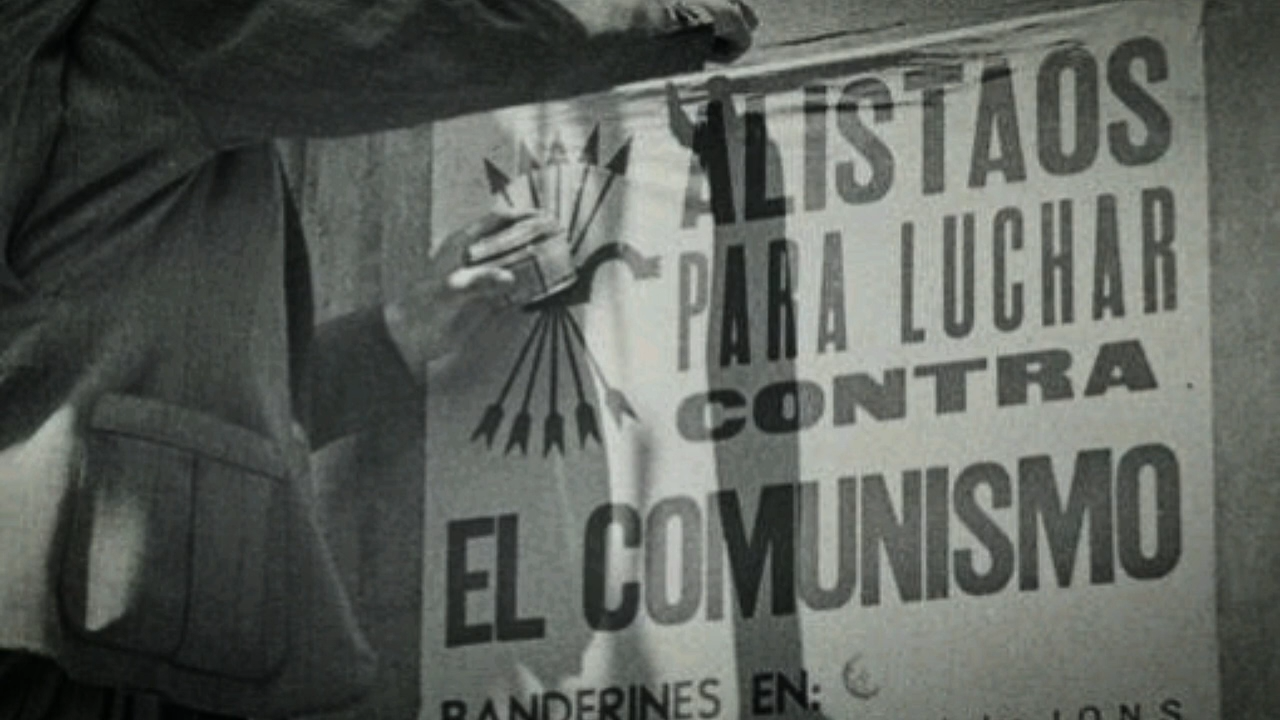 ALISTAOS
PARA LUCHAR
CONTRA
EL COMUNISMO
BANDERINES EN: